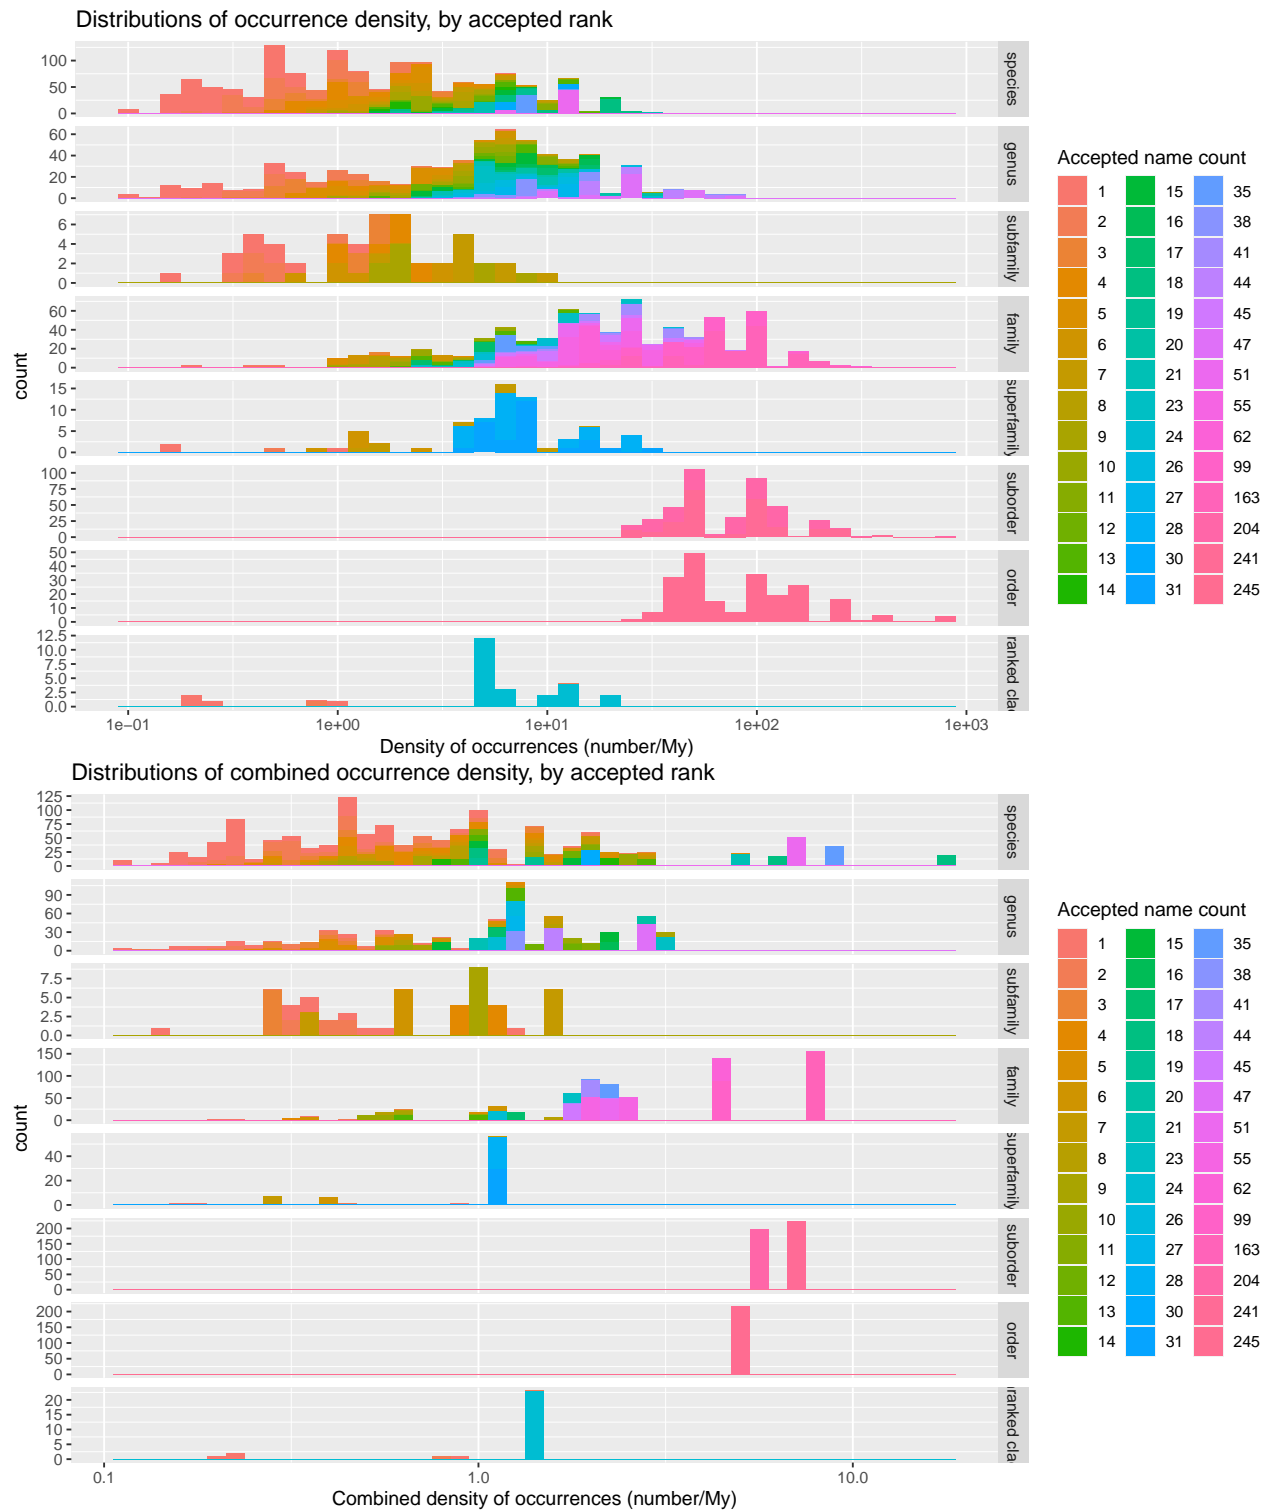 Distributions of occurrence density, by accepted rank
count
100
50
0
species
60
40
20
0
genus
6
4
2
0
subfamily
60
40
20
0
family
15
10
5
0
superfamily
100
75
50
25
0
suborder
50
40
30
20
10
0
order
12.5
10.0
7.5
5.0
2.5
0.0
ranked cla
1e−01 1e+00 1e+01 1e+02 1e+03
Density of occurrences (number/My)
Accepted name count
1 15 35
2 16 38
3 17 41
4 18 44
5 19 45
6 20 47
7 21 51
8 23 55
9 24 62
10 26 99
11 27 163
12 28 204
13 30 241
14 31 245
Distributions of combined occurrence density, by accepted rank
count
125
100
75
50
25
0
species
90
60
30
0
genus
7.5
5.0
2.5
0.0
subfamily
150
100
50
0
family
40
20
0
superfamily
200
150
100
50
0
suborder
200
150
100
50
0
order
20
15
10
5
0
ranked cla
0.1 1.0 10.0
Combined density of occurrences (number/My)
Accepted name count
1 15 35
2 16 38
3 17 41
4 18 44
5 19 45
6 20 47
7 21 51
8 23 55
9 24 62
10 26 99
11 27 163
12 28 204
13 30 241
14 31 245